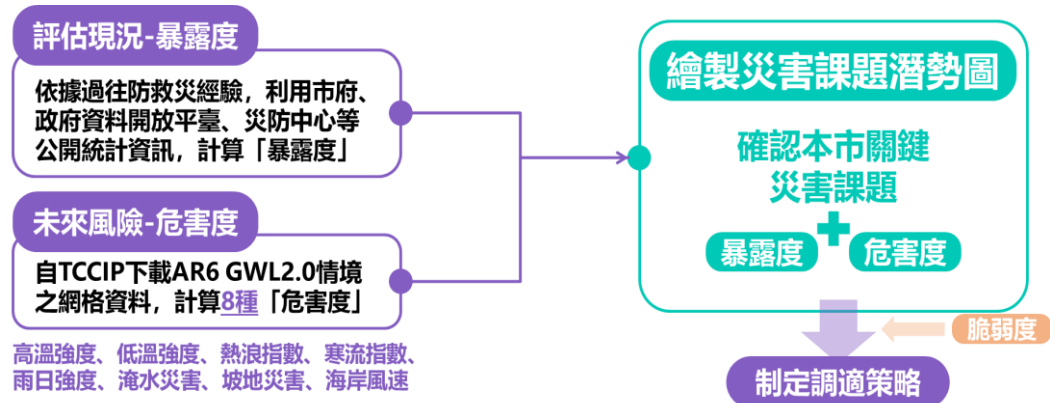 評估現況-暴露度
依據過往防救災經驗，利用市府、
政府資料開放平臺、災防中心等
公開統計資訊，計算「暴露度」
未來風險-危害度
自TCCIP下載AR6 GWL2.0情境
之網格資料，計算8種「危害度」
高溫強度、低溫強度、熱浪指數、寒流指數、
雨日強度、淹水災害、坡地災害、海岸風速
繪製災害課題潛勢圖
確認本市關鍵
災害課題
暴露度
危害度
脆弱度
制定調適策略